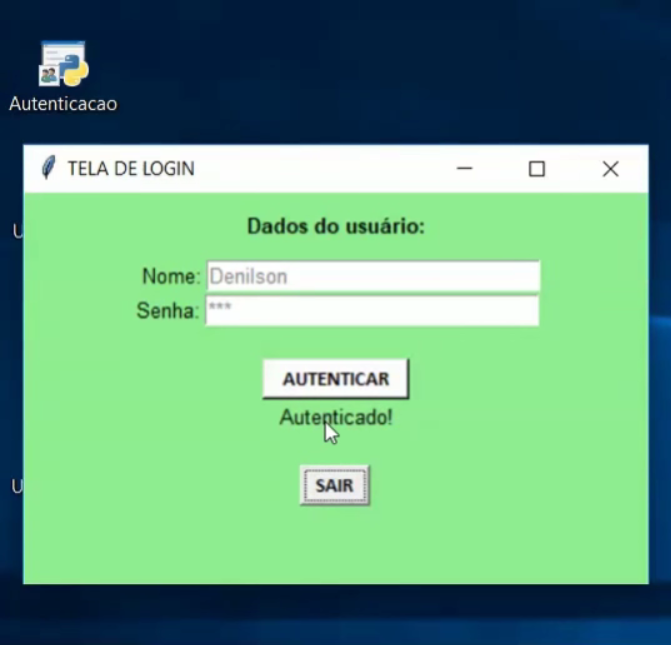 Autenticacao
TELA DE LOGIN
U
Dados do usuário:
Nome: Denilson
Senha: ***
AUTENTICAR
Autenticado!
U
SAIR